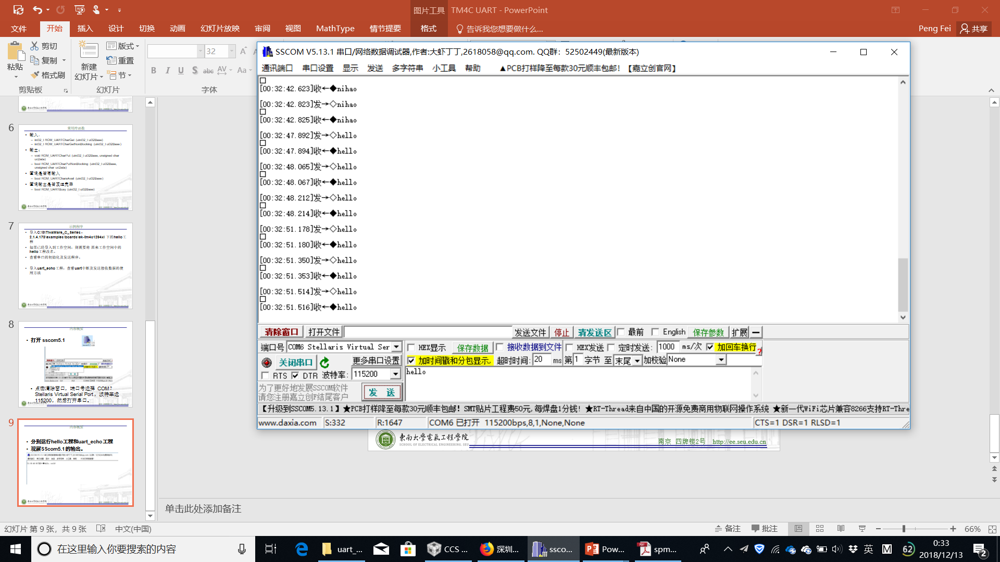 图片工具
TM4C UART - PowerPoint
文件 开始 插入 设计 切换 动画 幻灯片放映 审阅 视图 MathType 情节提要 格式 告诉我您想要做什么... Peng Fei 共享
粘贴
剪切
复制
格式刷
剪贴板
新建
幻灯片
版式
重置
节
幻灯片
32
B I U S abc AV Aa
字体
SSCOM V5.13.1 串口/网络数据调试器,作者:大虾丁丁,2618058@qq.com. QQ群: 52502449(最新版本)
通讯端口 串口设置 显示 发送 多字符串 小工具 帮助 ▲PCB打样降至每款30元顺丰包邮! 【嘉立创官网】
[00:32:42.623]收←◆nihao
[00:32:42.823]发→◇nihao
[00:32:42.825]收←◆nihao
[00:32:47.892]发→◇hello
[00:32:47.894]收←◆hello
[00:32:48.065]发→◇hello
[00:32:48.067]收←◆hello
[00:32:48.212]发→◇hello
[00:32:48.214]收←◆hello
[00:32:51.178]发→◇hello
[00:32:51.180]收←◆hello
[00:32:51.350]发→◇hello
[00:32:51.353]收←◆hello
[00:32:51.514]发→◇hello
[00:32:51.516]收←◆hello
清除窗口 打开文件 发送文件 停止 清发送区 最前 English 保存参数 扩展 —
端口号 COM6 Stellaris Virtual Ser HEX显示 保存数据 接收数据到文件 HEX发送 定时发送: 1000 ms/次 加回车换行
关闭串口 更多串口设置 加时间戳和分包显示, 超时时间: 20 ms 第 1 字节 至 末尾 加校验 None
RTS DTR 波特率: 115200
hello
为了更好地发展SSCOM软件
请您注册嘉立创F结尾客户
发 送
【升级到SSCOM5.13.1】★PCB打样降至每款30元顺丰包邮! SMT贴片工程费50元,每焊盘1分钱! ★RT-Thread来自中国的开源免费商用物联网操作系统 ★新一代WiFi芯片兼容8266支持RT-Thre
www.daxia.com S:332 R:1647 COM6 已打开 115200bps,8,1,None,None CTS=1 DSR=1 RLSD=1
東南大學電氣工程學院
SCHOOL OF ELECTRICAL ENGINEERING, SEU
南京 四牌楼2号 http://ee.seu.edu.cn
6
常用库函数
输入:
int32_t ROM_UARTCharGet (uint32_t ui32Base)
int32_t ROM_UARTCharGetNonBlocking (uint32_t ui32Base)
输出:
void ROM_UARTCharPut (uint32_t ui32Base, unsigned char
ucData)
bool ROM_UARTCharPutNonBlocking (uint32_t ui32Base,
unsigned char ucData)
查询是否有输入
bool ROM_UARTCharsAvail (uint32_t ui32Base)
查询输出是否发送完毕
bool ROM_UARTBusy (uint32_t ui32Base)
7
示例程序
导入C:\ti\TivaWare_C_Series-
2.1.4.178\examples\boards\ek-tm4c1294xl 下的hello工
程
如果已经导入到工作空间，则需要将 原来工作空间中的
hello工程改名。
查看串口的初始化及发送程序。
导入uart_echo工程，查看uart中断及发送接收数据的使
用方法
8
内容概要
打开 sscom5.1
点击清除窗口，端口号选择 COM?
Stellaris Virtual Serial Port，波特率选
115200，然后打开串口。
9
内容概要
分别运行hello工程和uart_echo工程
观察SScom5.1的输出。
单击此处添加备注
幻灯片 第 9 张，共 9 张 中文(中国) 备注 批注 66%
在这里输入你要搜索的内容
uart_... CCS ... 深圳... ssco... Pow... spm...
英 M 62
0:33
2018/12/13
2